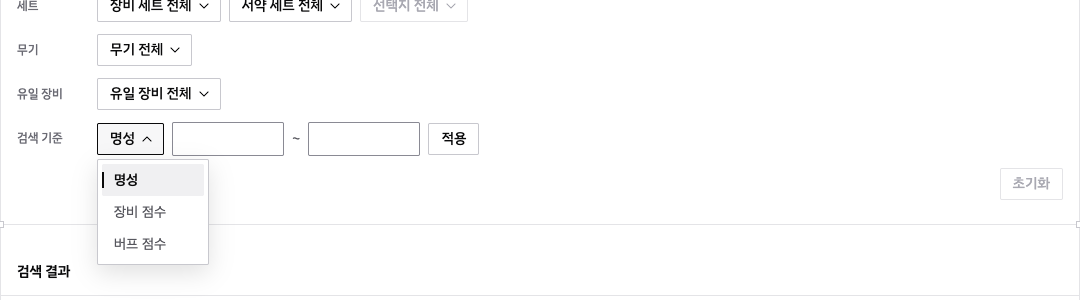 세트 장비 세트 전체 서약 세트 전체 선택지 전체
무기 무기 전체
유일 장비 유일 장비 전체
검색 기준 명성 ~ 적용
명성
초기화
장비 점수
버프 점수
검색 결과